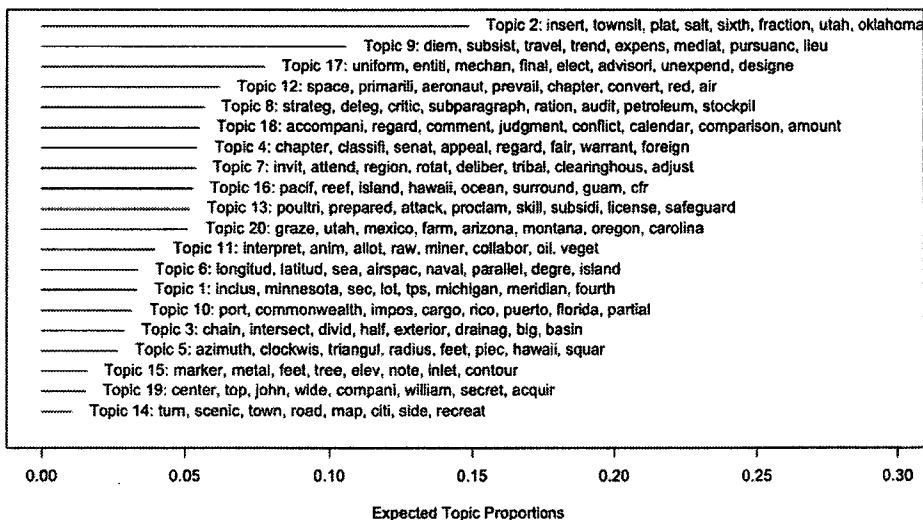 Topic 2: insert, townsit, plat, salt, sixth, fraction, utah, oklahoma
Topic 9: diem, subsist, travel, trend, expens, mediat, pursuanc, lieu
Topic 17: uniform, entiti, mechan, final, elect, advisori, unexpend, designe
Topic 12: space, primarili, aeronaut, prevail, chapter, convert, red, air
Topic 8: strateg, deleg, critic, subparagraph, ration, audit, petroleum, stockpil
Topic 18: accompani, regard, comment, judgment, conflict, calendar, comparison, amount
Topic 4: chapter, classifi, senat, appeal, regard, fair, warrant, foreign
Topic 7: invit, attend, region, rotat, deliber, tribal, clearinghous, adjust
Topic 16: pacif, reef, island, hawaii, ocean, surround, guam, cfr
Topic 13: poultri, prepared, attack, proclam, skill, subsidi, license, safeguard
Topic 20: graze, utah, mexico, farm, arizona, montana, oregon, carolina
Topic 11: interpret, anim, allot, raw, miner, collabor, oil, veget
Topic 6: longitud, latitud, sea, airspac, naval, parallel, degre, island
Topic 1: inclus, minnesota, sec, lot, tps, michigan, meridian, fourth
Topic 10: port, commonwealth, impos, cargo, rico, puerto, florida, partial
Topic 3: chain, intersect, divid, half, exterior, drainag, big, basin
Topic 5: azimuth, clockwis, triangul, radius, feet, piec, hawaii, squar
Topic 15: marker, metal, feet, tree, elev, note, inlet, contour
Topic 19: center, top, john, wide, compani, william, secret, acquir
Topic 14: turn, scenic, town, road, map, citi, side, recreat
0.00 0.05 0.10 0.15 0.20 0.25 0.30
Expected Topic Proportions